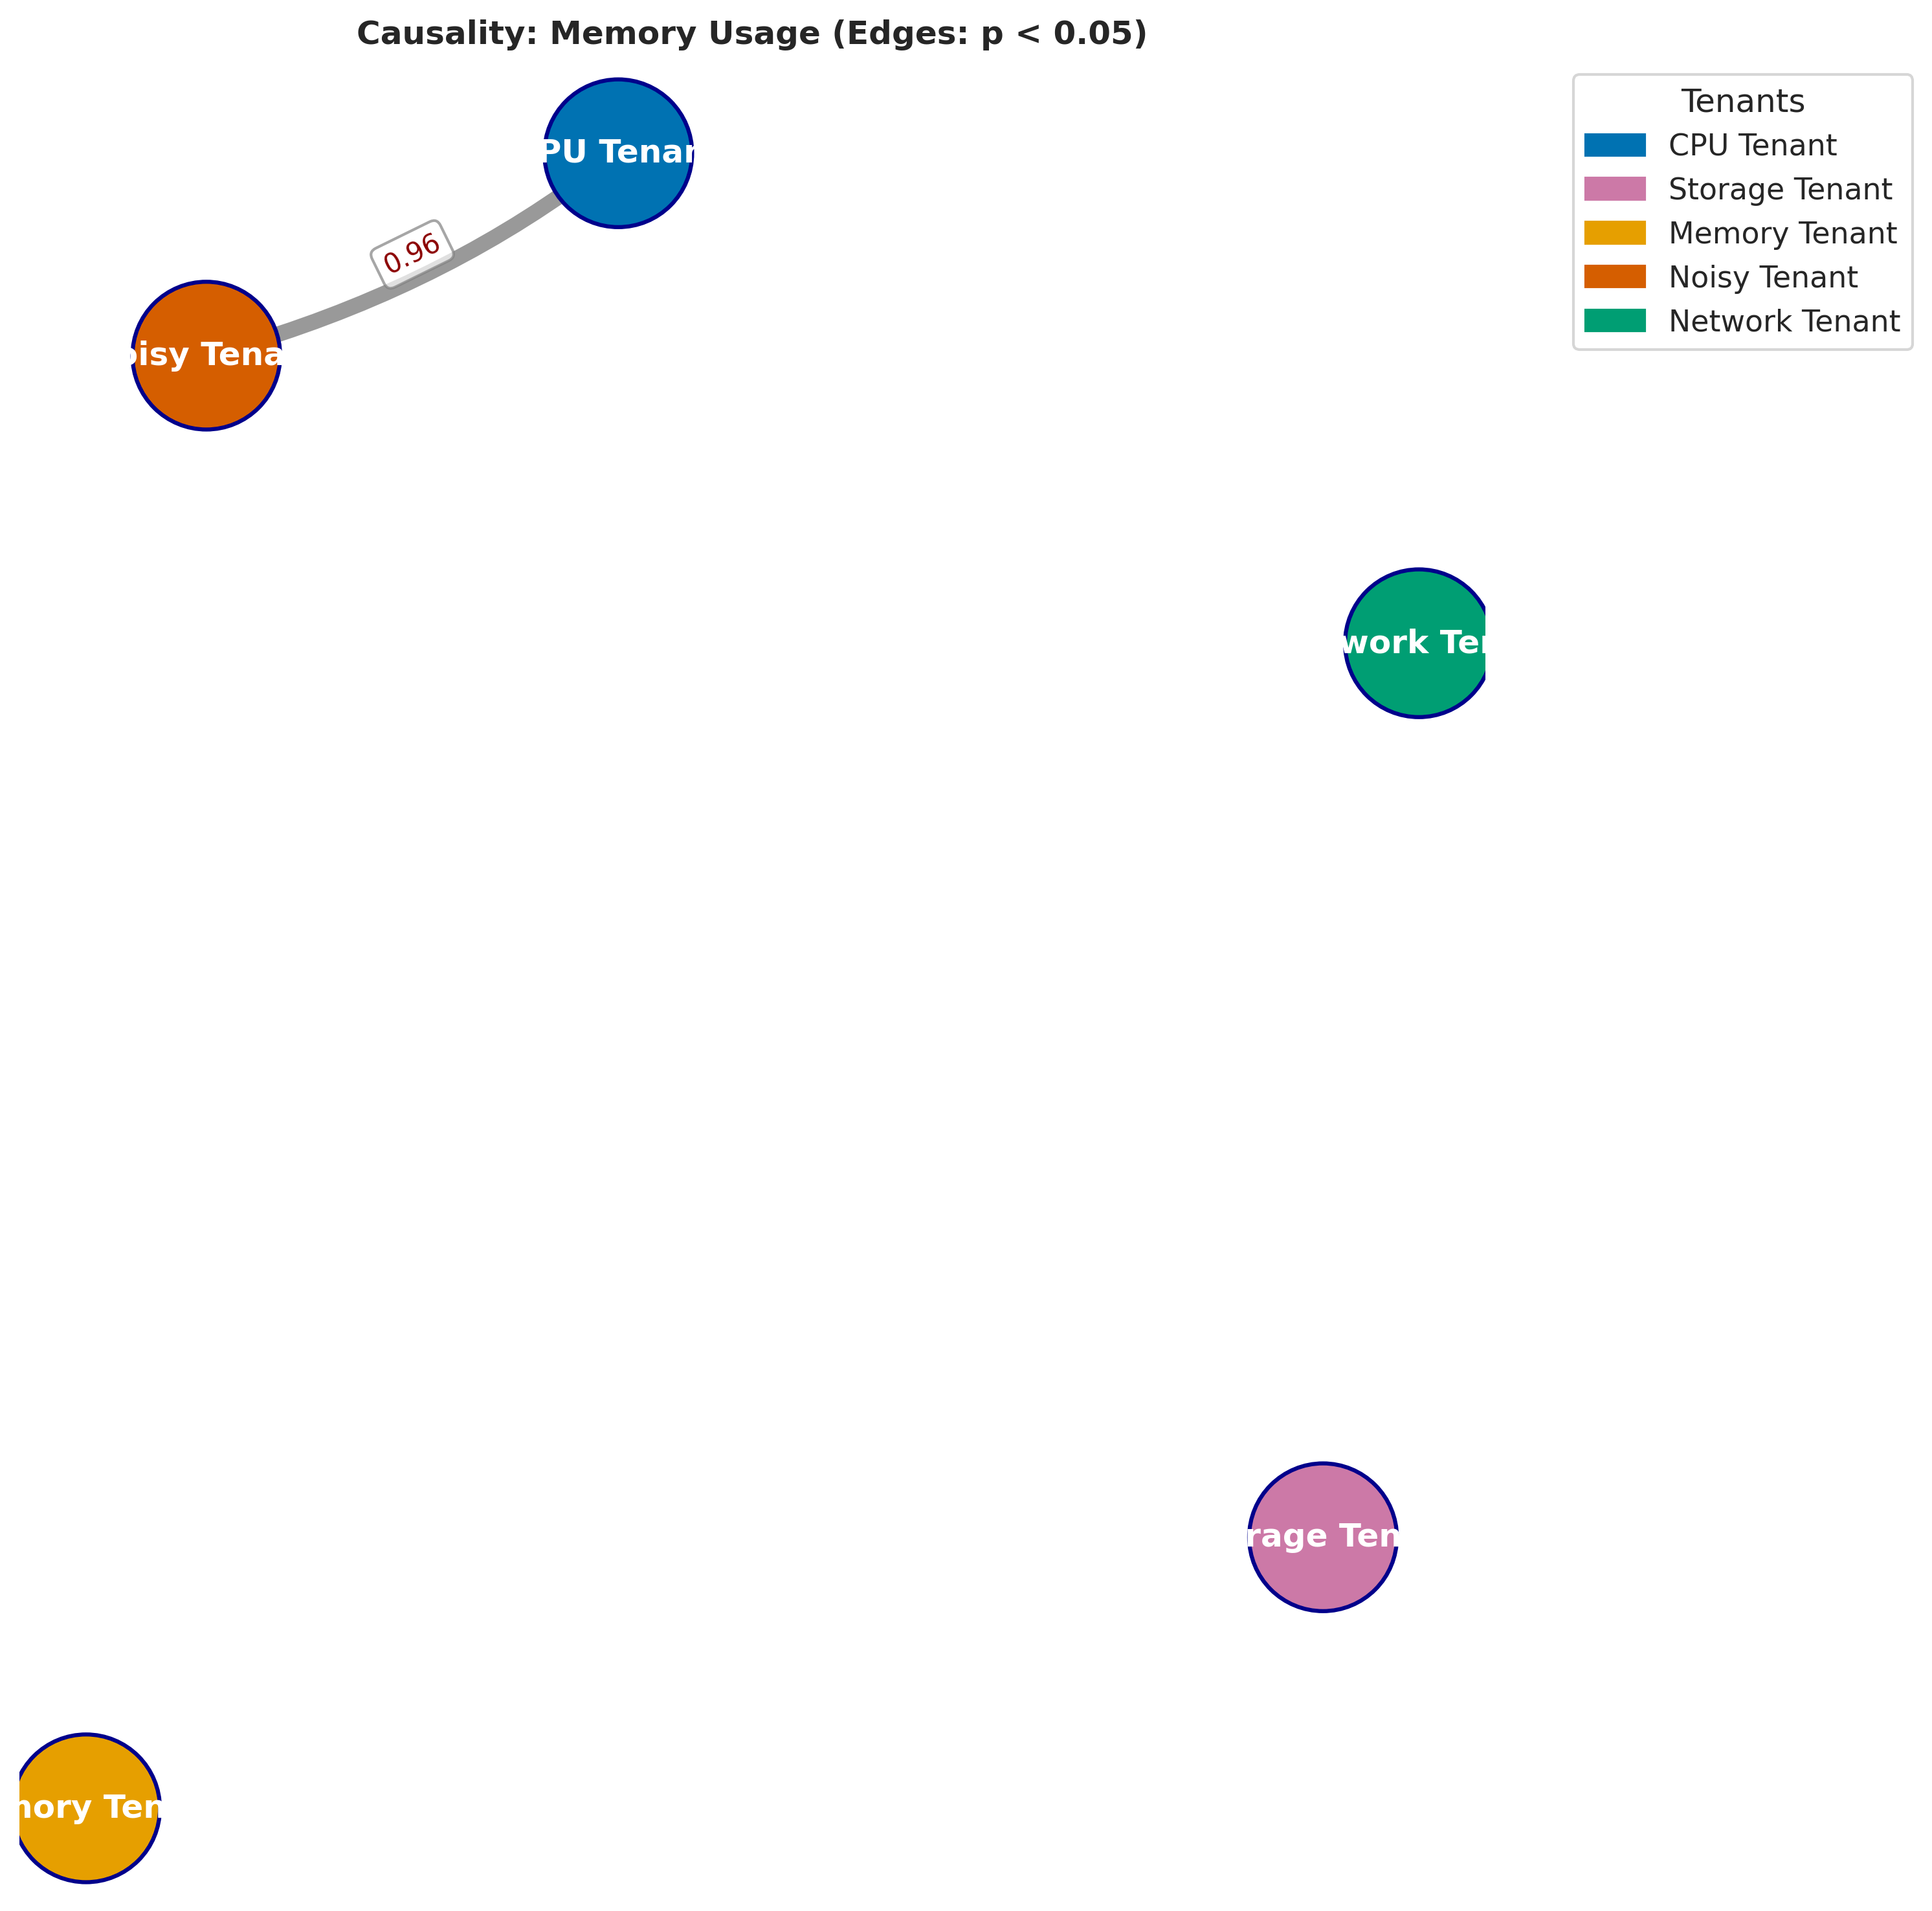 Causality: Memory Usage (Edges: p < 0.05)
Tenants
CPU Tenant
Storage Tenant
Memory Tenant
Noisy Tenant
Network Tenant
PU Tenan
0.96
oisy Tena
work Ten
rage Ten
mory Ten